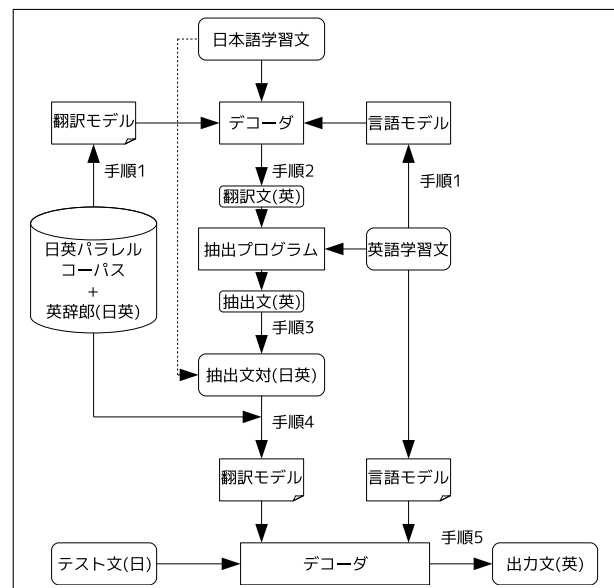 日本語学習文
翻訳モデル
デコーダ
言語モデル
手順1
手順2
手順1
翻訳文(英)
日英パラレル
コーパス
+
英辞郎(日英)
抽出プログラム
英語学習文
抽出文(英)
手順3
抽出文対(日英)
手順4
翻訳モデル
言語モデル
手順5
テスト文(日)
デコーダ
出力文(英)